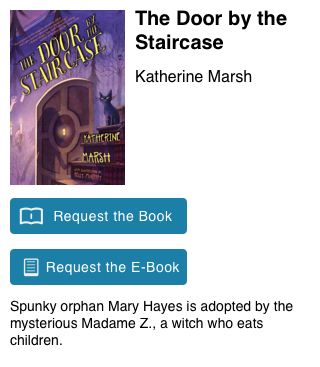 The Door by the
Staircase
Katherine Marsh
THE DOOR BY
THE
STAIRCASE
KATHERINE
MARSH
Request the Book
Request the E-Book
Spunky orphan Mary Hayes is adopted by the
mysterious Madame Z., a witch who eats
children.